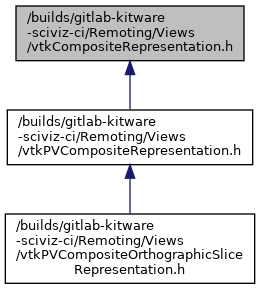 /builds/gitlab-kitware
-sciviz-ci/Remoting/Views
/vtkCompositeRepresentation.h
/builds/gitlab-kitware
-sciviz-ci/Remoting/Views
/vtkPVCompositeRepresentation.h
/builds/gitlab-kitware
-sciviz-ci/Remoting/Views
/vtkPVCompositeOrthographicSlice
Representation.h